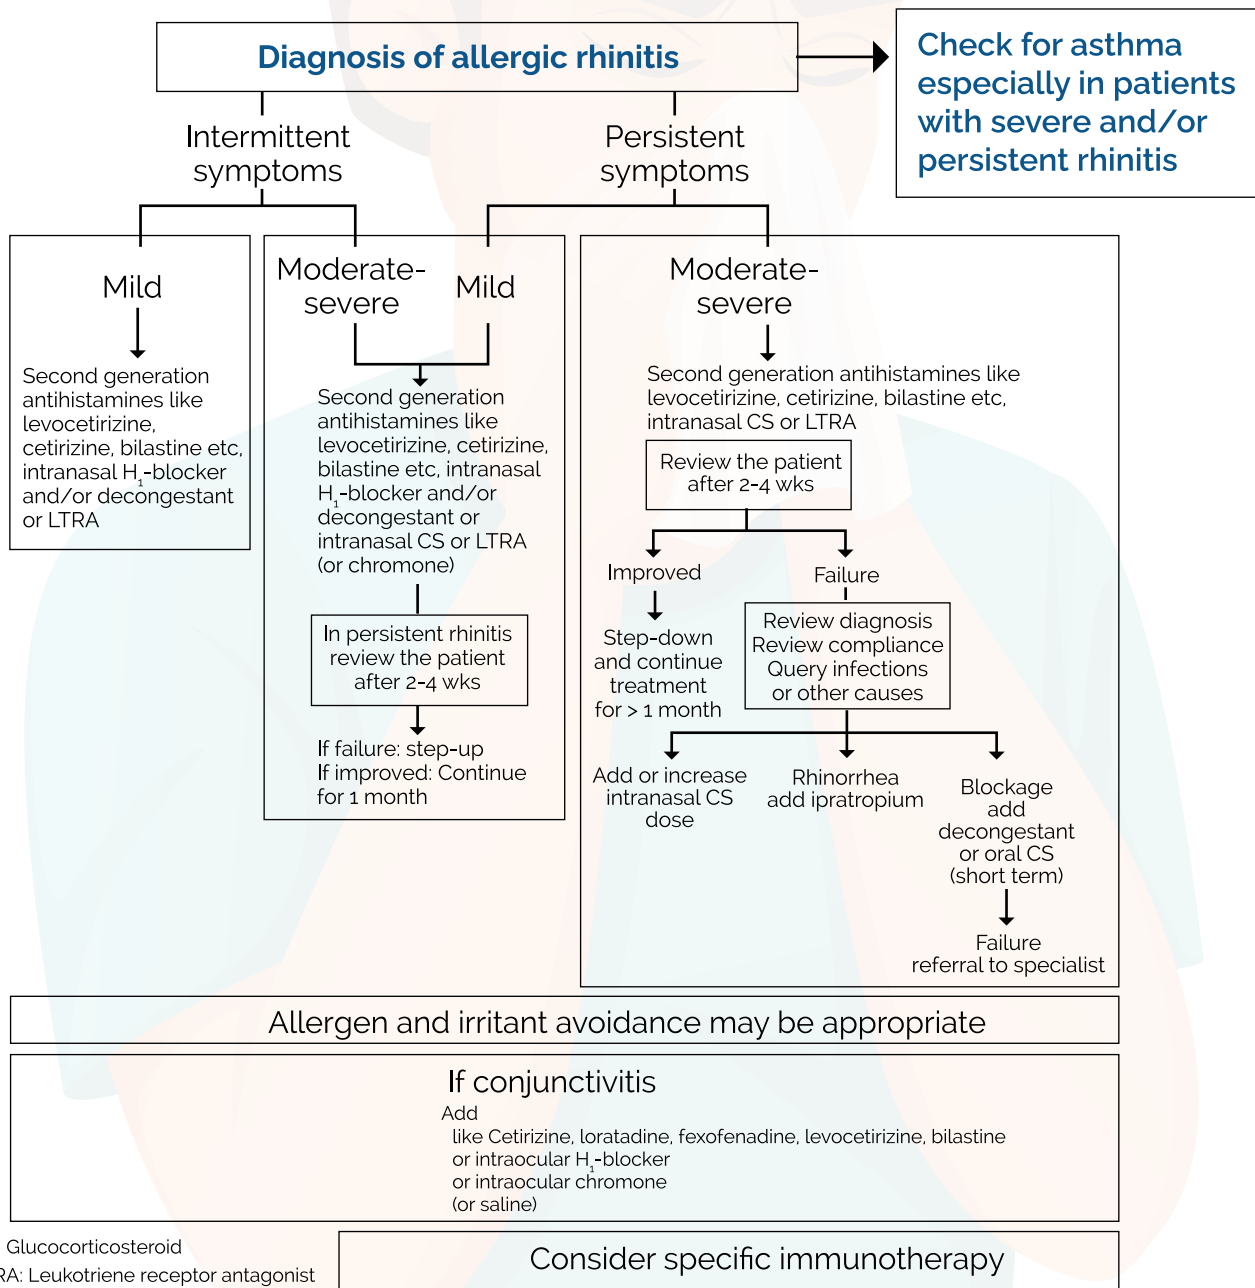 Diagnosis of allergic rhinitis
Check for asthma
especially in patients
with severe and/or
persistent rhinitis
Intermittent
symptoms
Persistent
symptoms
Mild
Second generation
antihistamines like
levocetirizine,
cetirizine, bilastine etc,
intranasal H₁-blocker
and/or decongestant
or LTRA
Moderate-
severe
Mild
Second generation
antihistamines like
levocetirizine, cetirizine,
bilastine etc, intranasal
H₁-blocker and/or
decongestant or
intranasal CS or LTRA
(or chromone)
In persistent rhinitis
review the patient
after 2-4 wks
If failure: step-up
If improved: Continue
for 1 month
Moderate-
severe
Second generation antihistamines like
levocetirizine, cetirizine, bilastine etc,
intranasal CS or LTRA
Review the patient
after 2-4 wks
Improved
Step-down
and continue
treatment
for > 1 month
Failure
Review diagnosis
Review compliance
Query infections
or other causes
Add or increase
intranasal CS
dose
Rhinorrhea
add ipratropium
Blockage
add
decongestant
or oral CS
(short term)
Failure
referral to specialist
Allergen and irritant avoidance may be appropriate
If conjunctivitis
Add
like Cetirizine, loratadine, fexofenadine, levocetirizine, bilastine
or intraocular H₁-blocker
or intraocular chromone
(or saline)
Glucocorticosteroid
RA: Leukotriene receptor antagonist
Consider specific immunotherapy